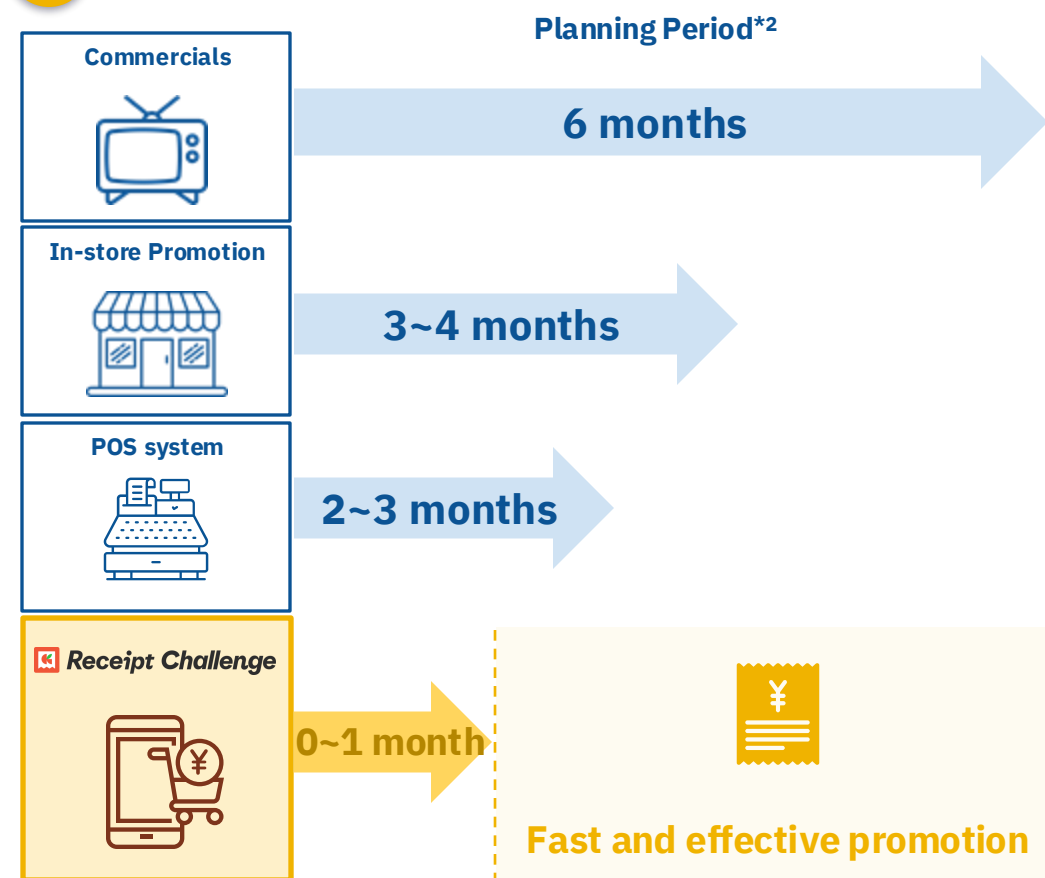 Planning Period*2
Commercials
6 months
In-store Promotion
3~4 months
POS system
2~3 months
Receipt Challenge
0~1 month
¥
¥
Fast and effective promotion